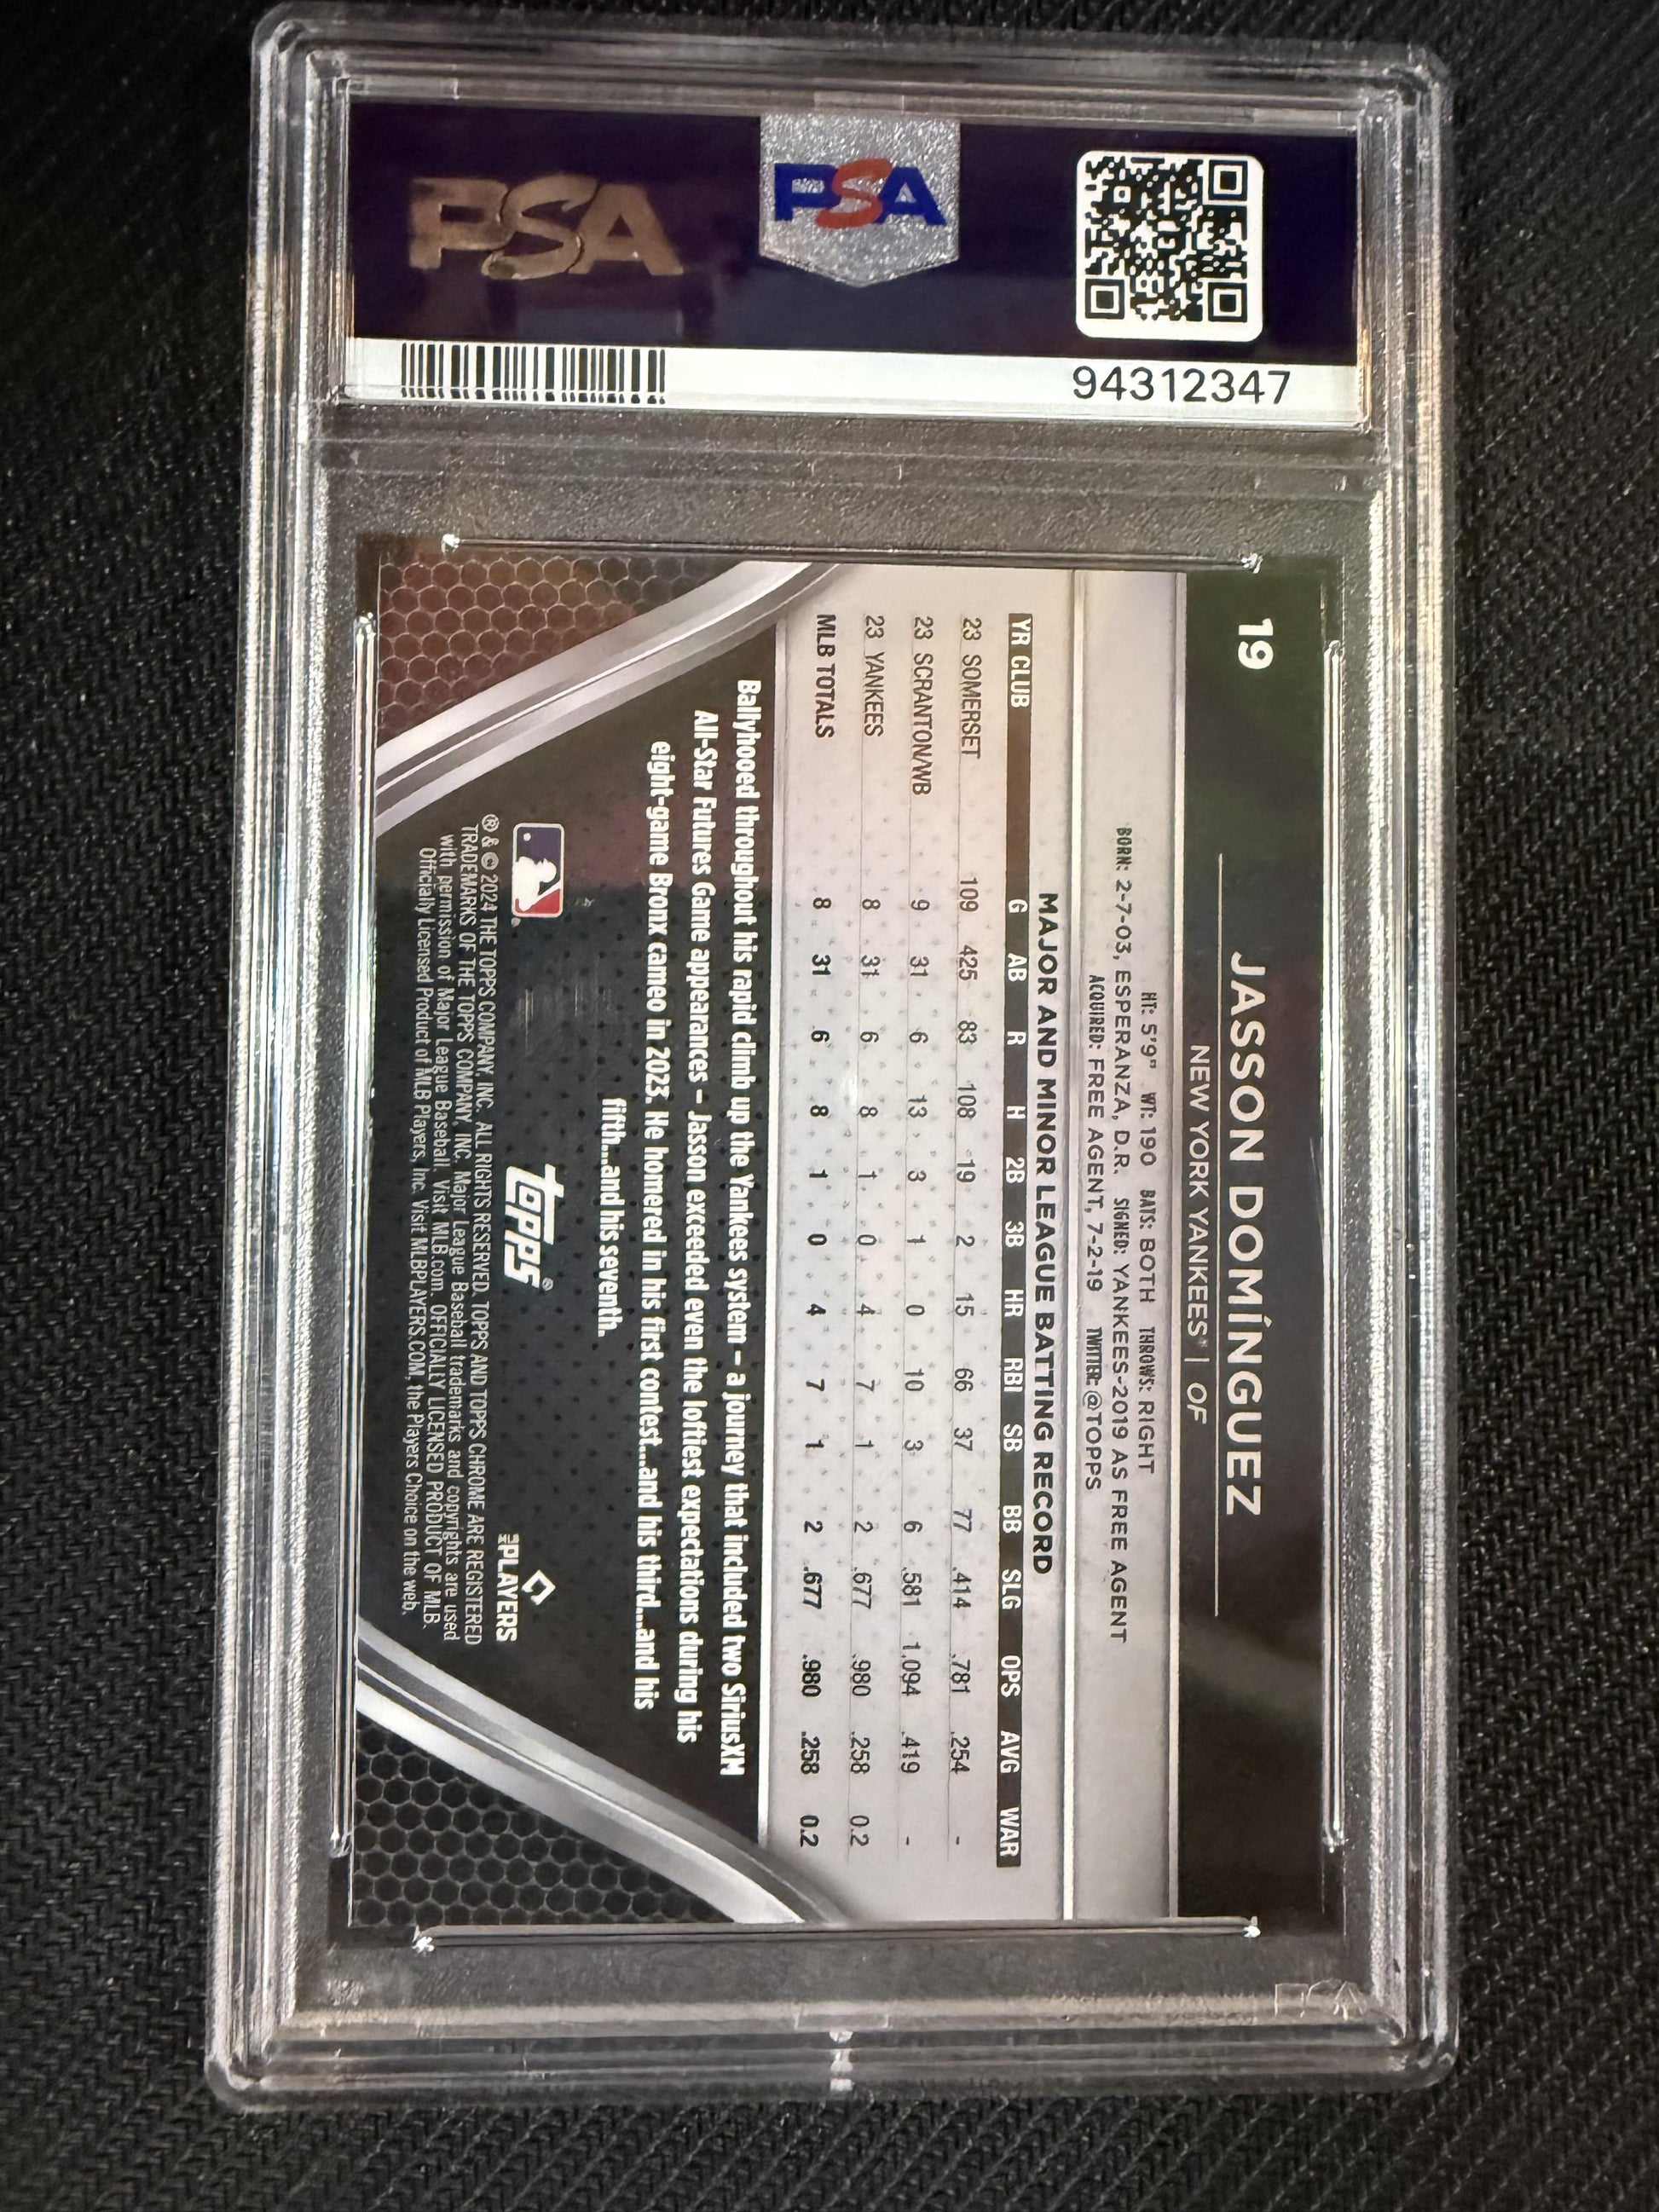 PSA
PSA
94312347
19
JASSON DOMÍNGUEZ
NEW YORK YANKEES® | OF
HT: 5'9" WT: 190 BATS: BOTH THROWS: RIGHT
BORN: 2-7-03, ESPERANZA, D.R. SIGNED: YANKEES-2019 AS FREE AGENT
ACQUIRED: FREE AGENT, 7-2-19 TWITTER: @TOPPS
MAJOR AND MINOR LEAGUE BATTING RECORD
YR CLUB G AB R H 2B 3B HR RBI SB BB SLG OPS AVG WAR
23 SOMERSET 109 425 83 108 19 2 15 66 37 77 .414 .781 .254 -
23 SCRANTON/WB 9 31 6 13 3 1 0 10 3 6 .581 1.094 .419 -
23 YANKEES 8 31 6 8 1 0 4 7 1 2 .677 .980 .258 0.2
MLB TOTALS 8 31 6 8 1 0 4 7 1 2 .677 .980 .258 0.2
Ballyhooed throughout his rapid climb up the Yankees system – a journey that included two SiriusXM
All-Star Futures Game appearances – Jasson exceeded even the loftiest expectations during his
eight-game Bronx cameo in 2023. He homered in his first contest...and his third...and his
fifth...and his seventh.
topps®
PLAYERS
® & © 2024 THE TOPPS COMPANY, INC. ALL RIGHTS RESERVED. TOPPS AND TOPPS CHROME ARE REGISTERED
TRADEMARKS OF THE TOPPS COMPANY, INC. Major League Baseball trademarks and copyrights are used
with permission of Major League Baseball. Visit MLB.com. OFFICIALLY LICENSED PRODUCT OF MLB
Officially Licensed Product of MLB Players, Inc. Visit MLBPLAYERS.COM, the Players Choice on the web.
PSA